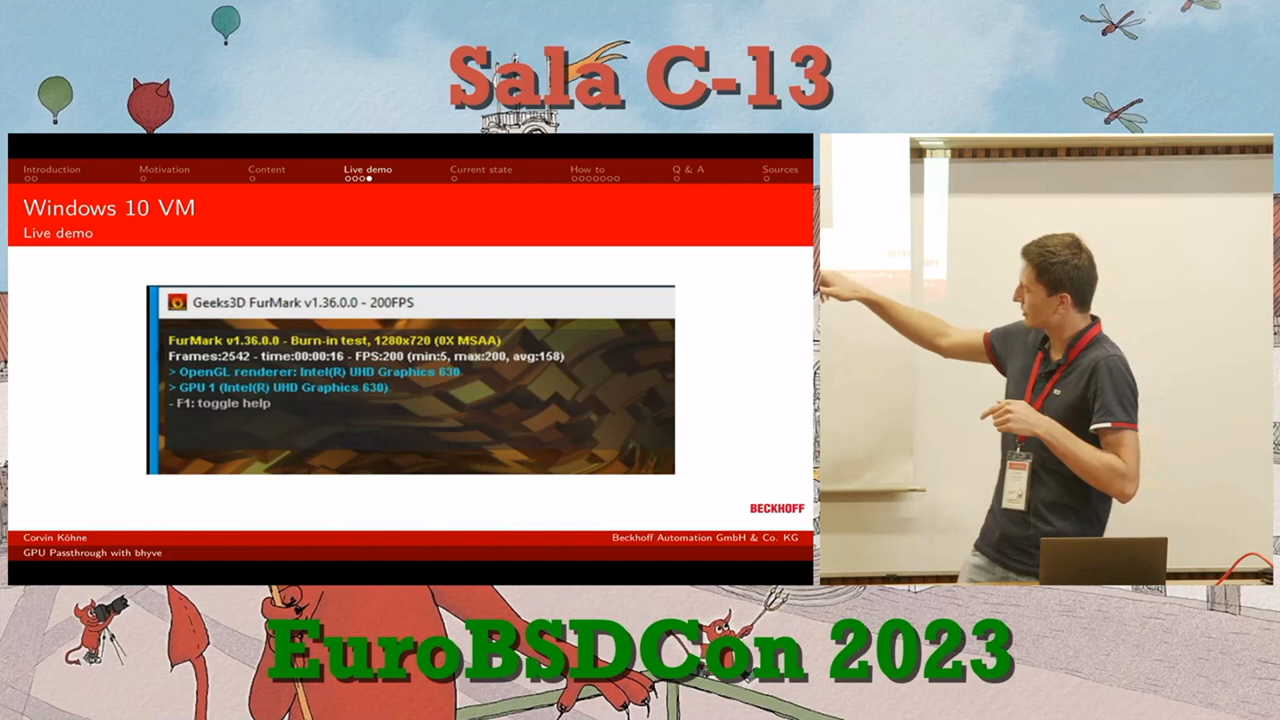 Sala C-13
Introduction Motivation Content Live demo Current state How to Q & A Sources
Windows 10 VM
Live demo
Geeks3D FurMark v1.36.0.0 - 200FPS
FurMark v1.36.0.0 - Burn-in test, 1280x720 (0X MSAA)
Frames:2542 - time:00:00:16 - FPS:200 (min:5, max:200, avg:158)
> OpenGL renderer: Intel(R) UHD Graphics 630
> GPU 1 (Intel(R) UHD Graphics 630)
- F1: toggle help
BECKHOFF
Corvin Köhne Beckhoff Automation GmbH & Co. KG
GPU Passthrough with bhyve
EuroBSDCon 2023